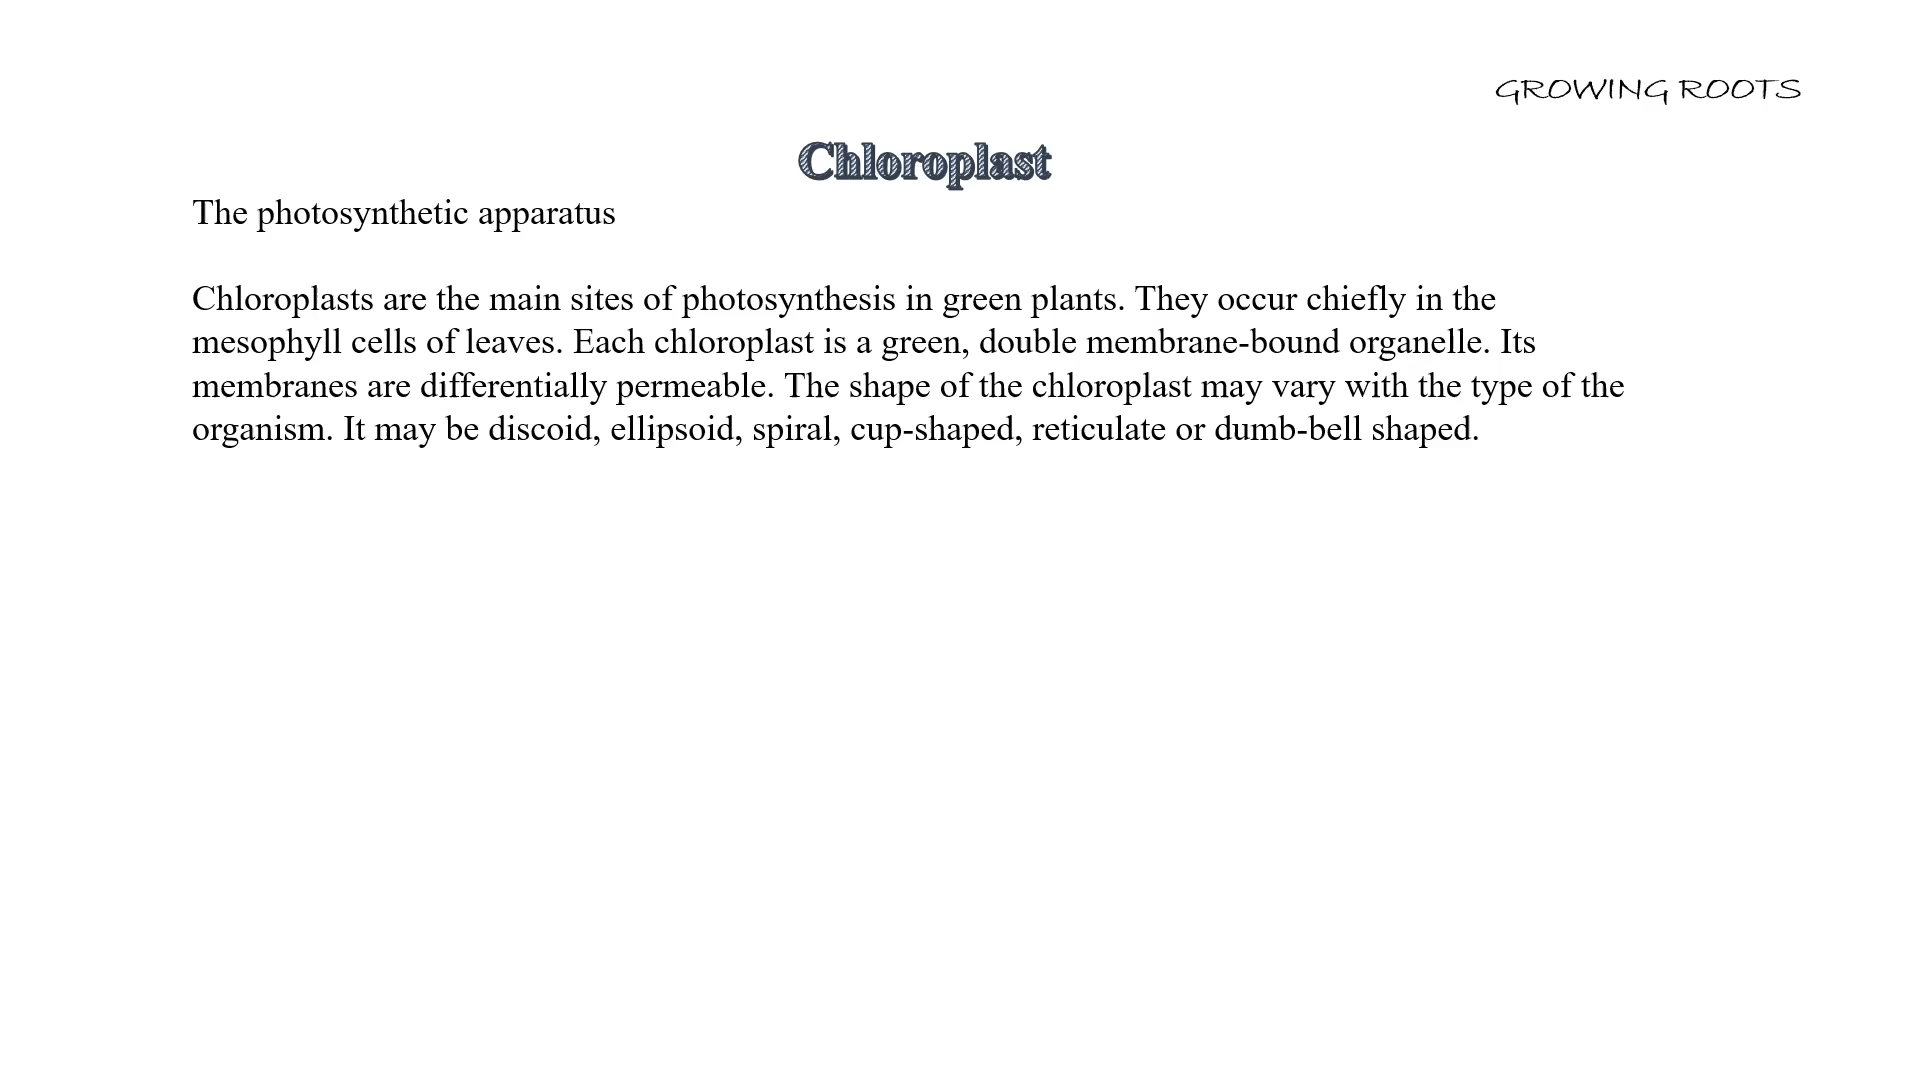 GROWING ROOTS
Chloroplast
The photosynthetic apparatus
Chloroplasts are the main sites of photosynthesis in green plants. They occur chiefly in the
mesophyll cells of leaves. Each chloroplast is a green, double membrane-bound organelle. Its
membranes are differentially permeable. The shape of the chloroplast may vary with the type of the
organism. It may be discoid, ellipsoid, spiral, cup-shaped, reticulate or dumb-bell shaped.